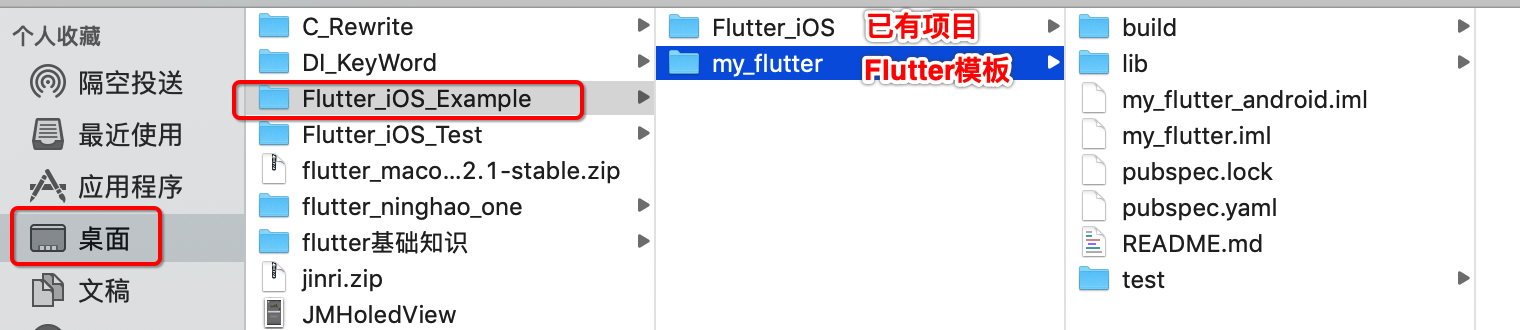 个人收藏
隔空投送
最近使用
应用程序
桌面
文稿
C_Rewrite
DI_KeyWord
Flutter_iOS_Example
Flutter_iOS_Test
flutter_maco...2.1-stable.zip
flutter_ninghao_one
flutter基础知识
jinri.zip
JMHoledView
Flutter_iOS 已有项目
my_flutter Flutter模板
build
lib
my_flutter_android.iml
my_flutter.iml
pubspec.lock
pubspec.yaml
README.md
test